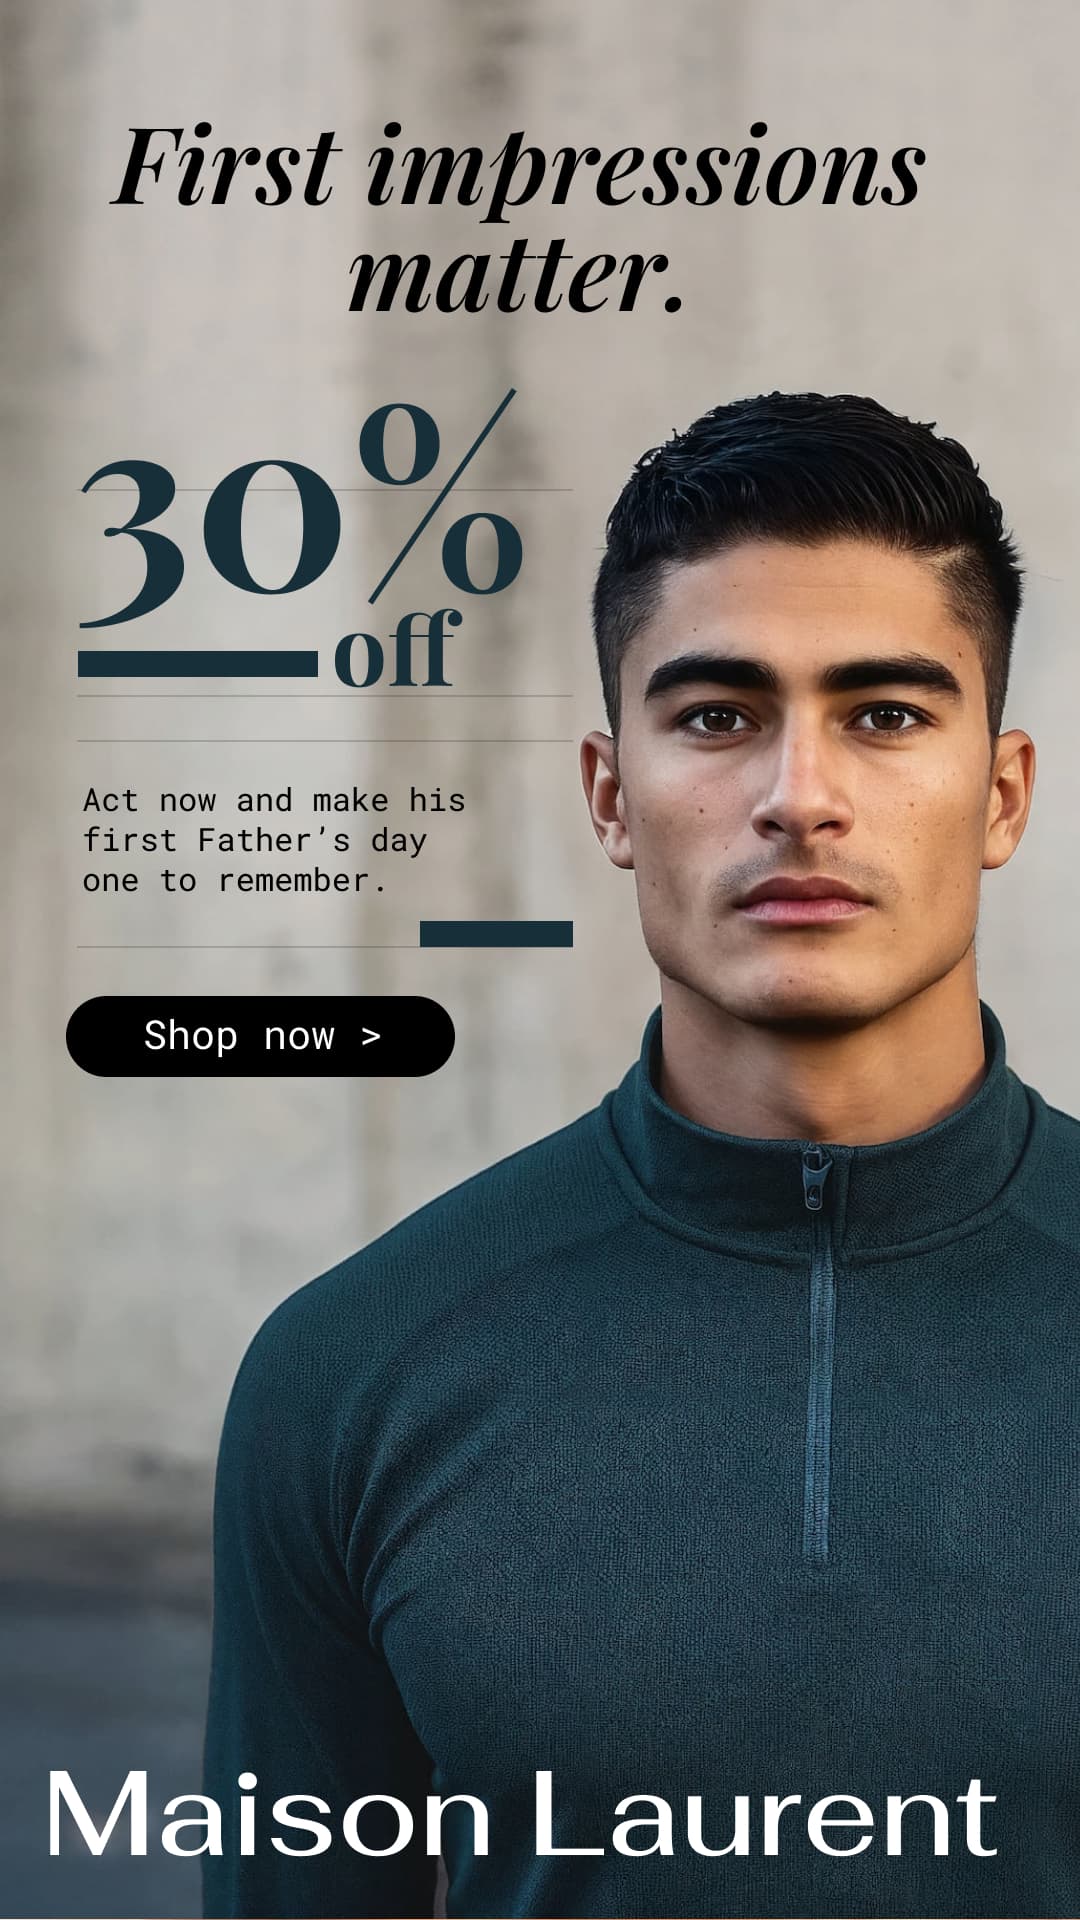 First impressions
matter.
30%
off
Act now and make his
first Father’s day
one to remember.
Shop now >
Maison Laurent